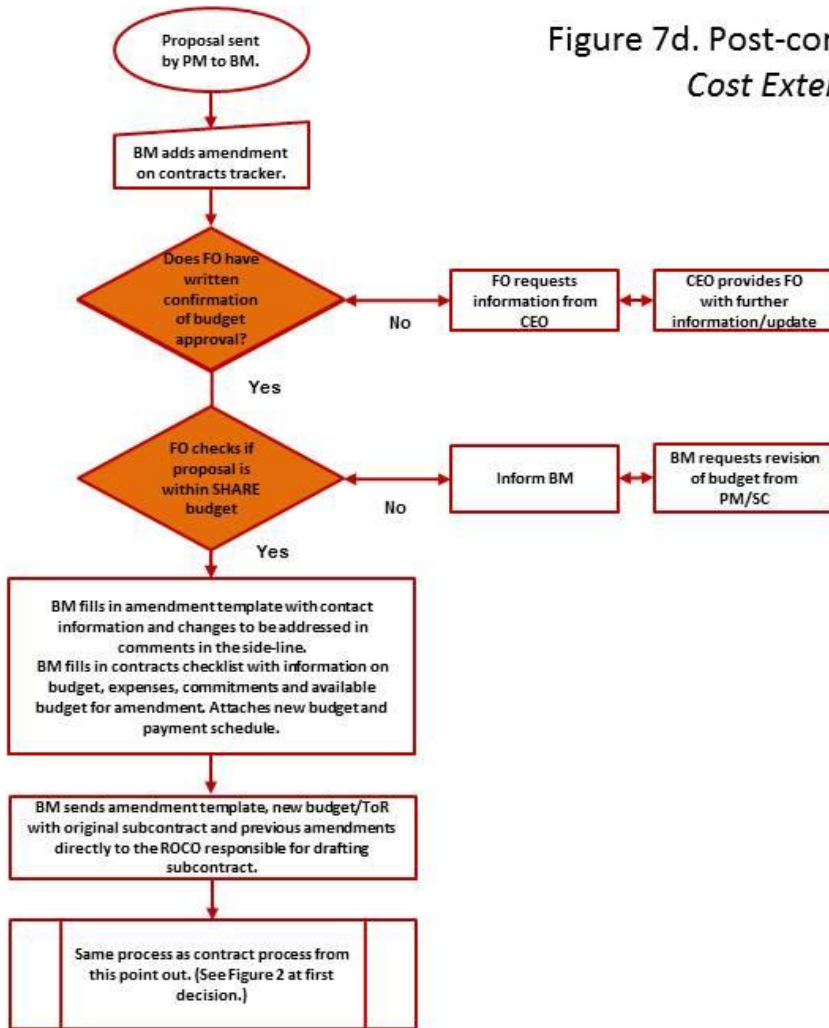 Figure 7d. Post-con
Cost Exter
Proposal sent
by PM to BM.
BM adds amendment
on contracts tracker.
Does FO have
written
confirmation
of budget
approval?
No
FO requests
information from
CEO
CEO provides FO
with further
information/update
Yes
FO checks if
proposal is
within SHARE
budget
No
Inform BM
BM requests revision
of budget from
PM/SC
Yes
BM fills in amendment template with contact
information and changes to be addressed in
comments in the side-line.
BM fills in contracts checklist with information on
budget, expenses, commitments and available
budget for amendment. Attaches new budget and
payment schedule.
BM sends amendment template, new budget/ToR
with original subcontract and previous amendments
directly to the ROCO responsible for drafting
subcontract.
Same process as contract process from
this point out. (See Figure 2 at first
decision.)